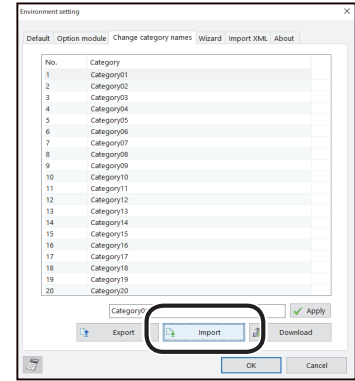 Environment setting
Default Option module Change category names Wizard Import XML About
No. Category
1 Category01
2 Category02
3 Category03
4 Category04
5 Category05
6 Category06
7 Category07
8 Category08
9 Category09
10 Category10
11 Category11
12 Category12
13 Category13
14 Category14
15 Category15
16 Category16
17 Category17
18 Category18
19 Category19
20 Category20
Category0 Apply
Export Import Download
OK Cancel